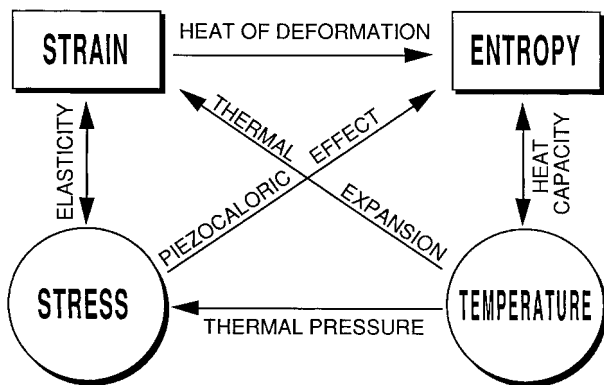 HEAT OF DEFORMATION
STRAIN
ENTROPY
THERMAL
EXPANSION
PIEZOCALORIC
EFFECT
ELASTICITY
HEAT
CAPACITY
STRESS
TEMPERATURE
THERMAL PRESSURE